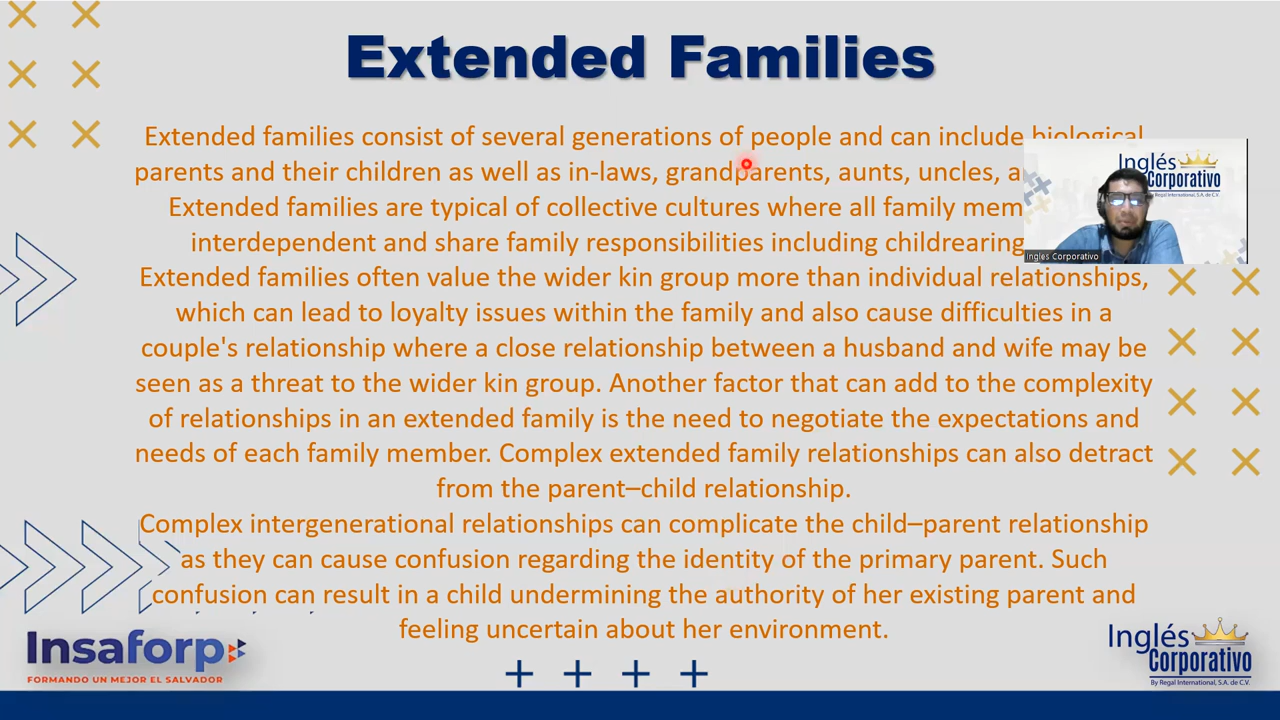 Extended Families
Extended families consist of several generations of people and can include biological
parents and their children as well as in-laws, grandparents, aunts, uncles,
Extended families are typical of collective cultures where all family
interdependent and share family responsibilities including childrearing
Extended families often value the wider kin group more than individual relationships,
which can lead to loyalty issues within the family and also cause difficulties in a
couple's relationship where a close relationship between a husband and wife may be
seen as a threat to the wider kin group. Another factor that can add to the complexity
of relationships in an extended family is the need to negotiate the expectations and
needs of each family member. Complex extended family relationships can also detract
from the parent–child relationship.
Complex intergenerational relationships can complicate the child–parent relationship
as they can cause confusion regarding the identity of the primary parent. Such
confusion can result in a child undermining the authority of her existing parent and
feeling uncertain about her environment.
Inglés
Corporativo
By Regal International, S.A. de C.V.
Inglés Corporativo
Insaforp
FORMANDO UN MEJOR EL SALVADOR
Inglés
Corporativo
By Regal International, S.A. de C.V.